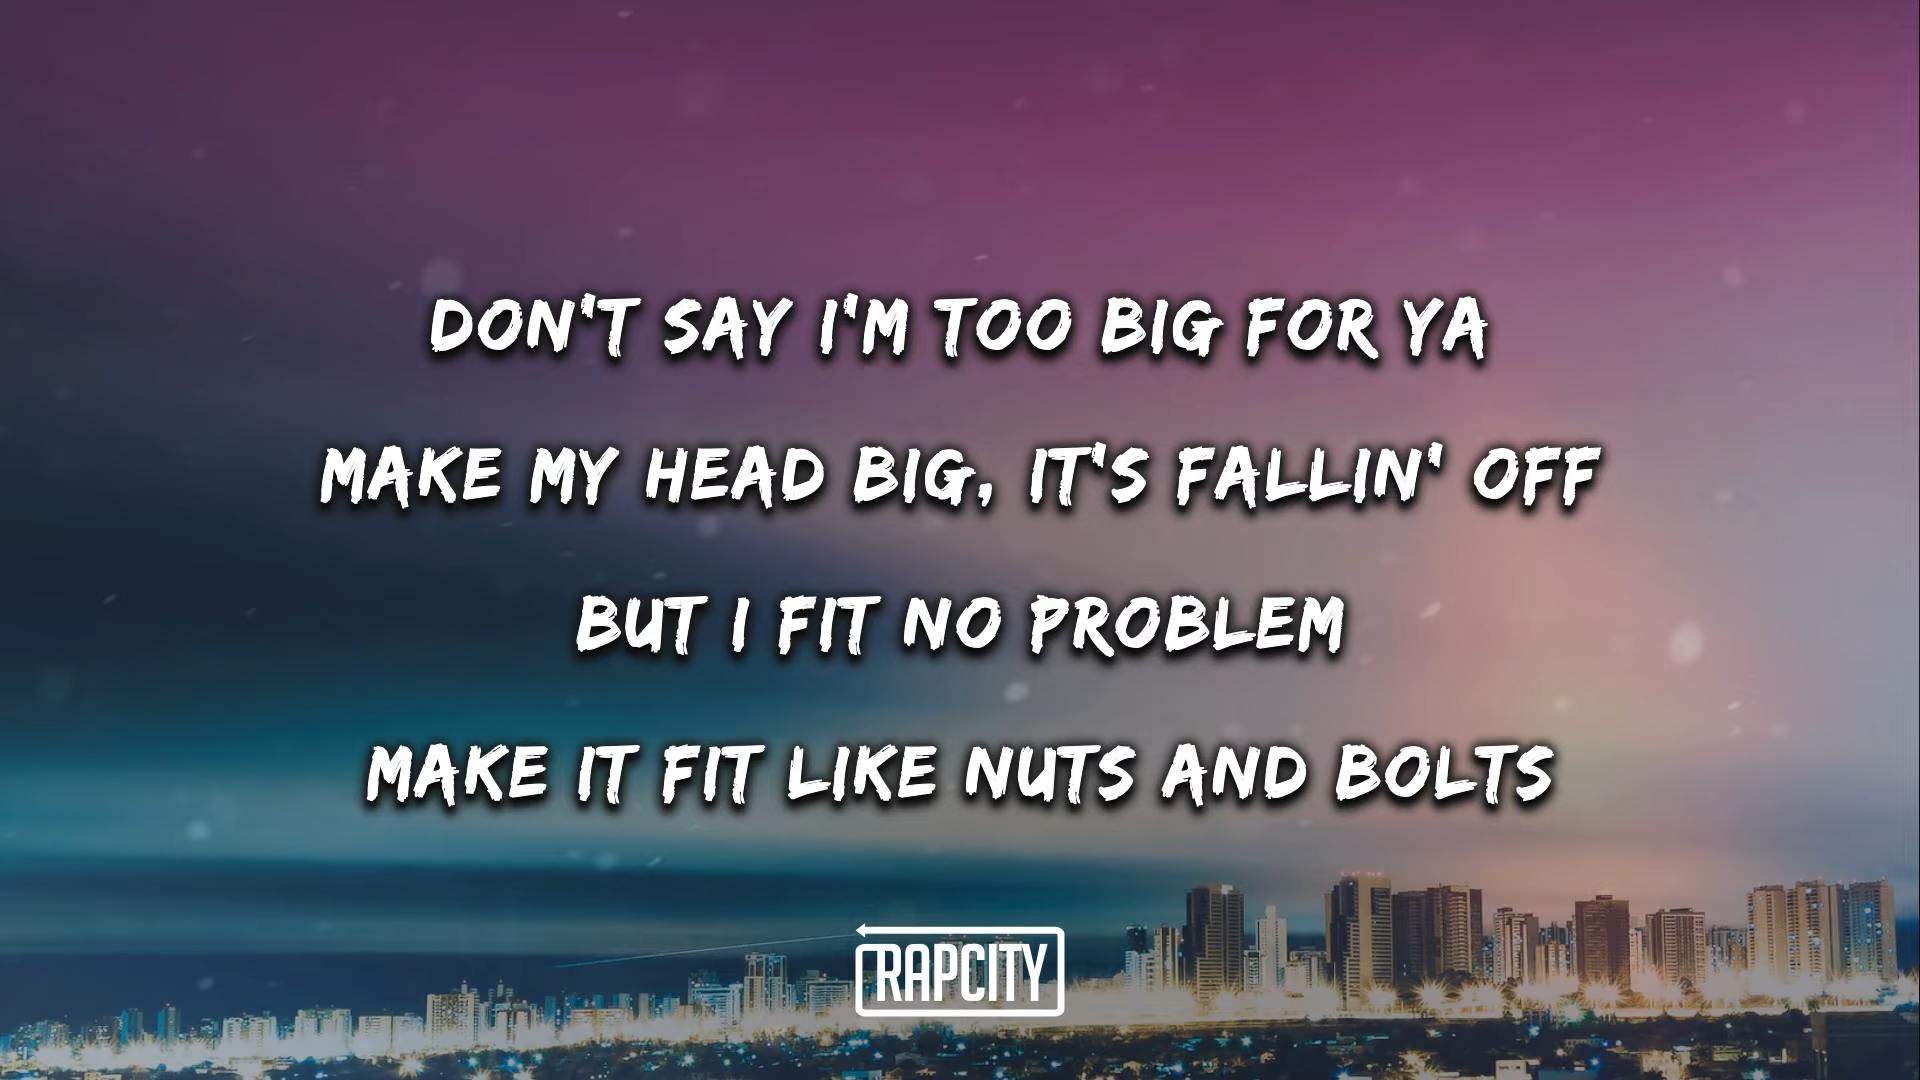 DON'T SAY I'M TOO BIG FOR YA
MAKE MY HEAD BIG, IT'S FALLIN' OFF
BUT I FIT NO PROBLEM
MAKE IT FIT LIKE NUTS AND BOLTS
RAPCITY